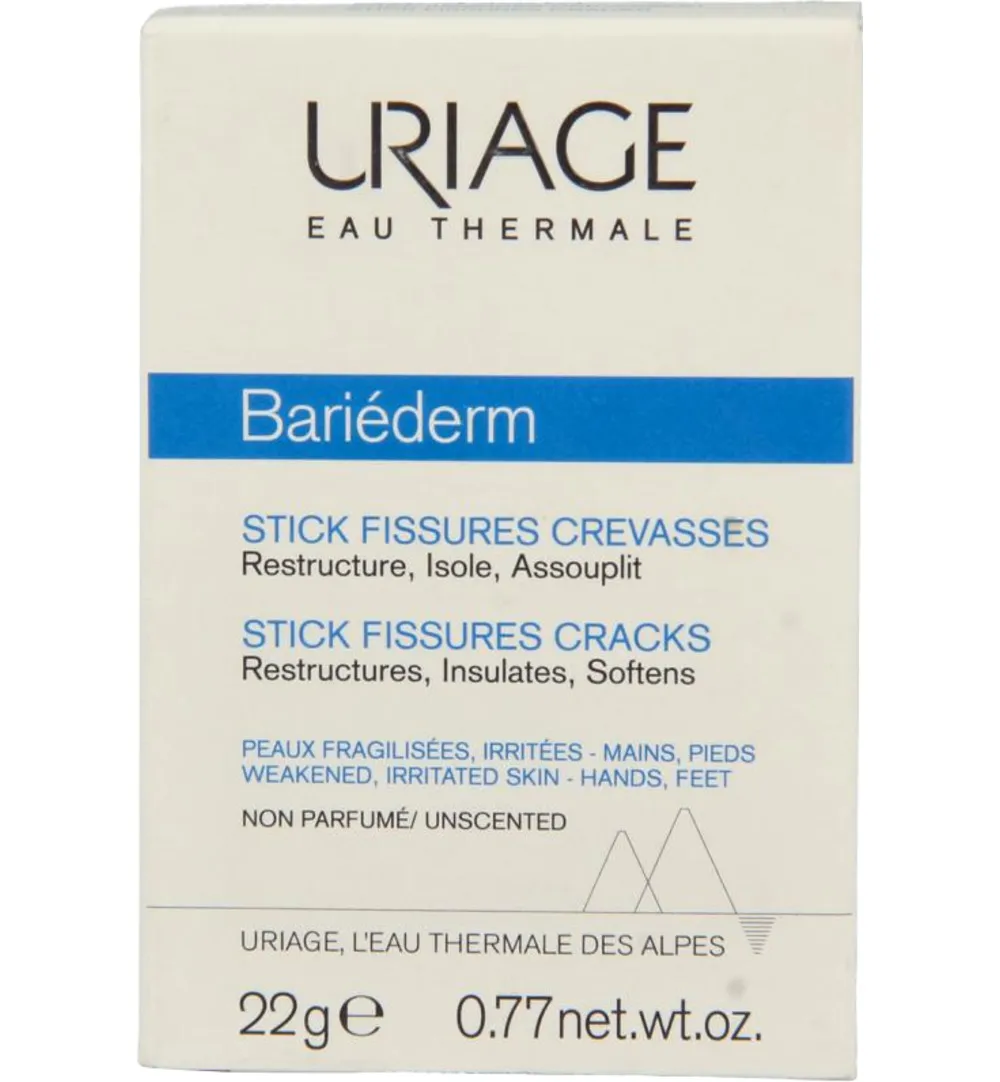 URIAGE
EAU THERMALE
Bariéderm
STICK FISSURES CREVASSES
Restructure, Isole, Assouplit
STICK FISSURES CRACKS
Restructures, Insulates, Softens
PEAUX FRAGILISÉES, IRRITÉES - MAINS, PIEDS
WEAKENED, IRRITATED SKIN - HANDS, FEET
NON PARFUMÉ/ UNSCENTED
URIAGE, L'EAU THERMALE DES ALPES
22g℮ 0.77net.wt.oz.